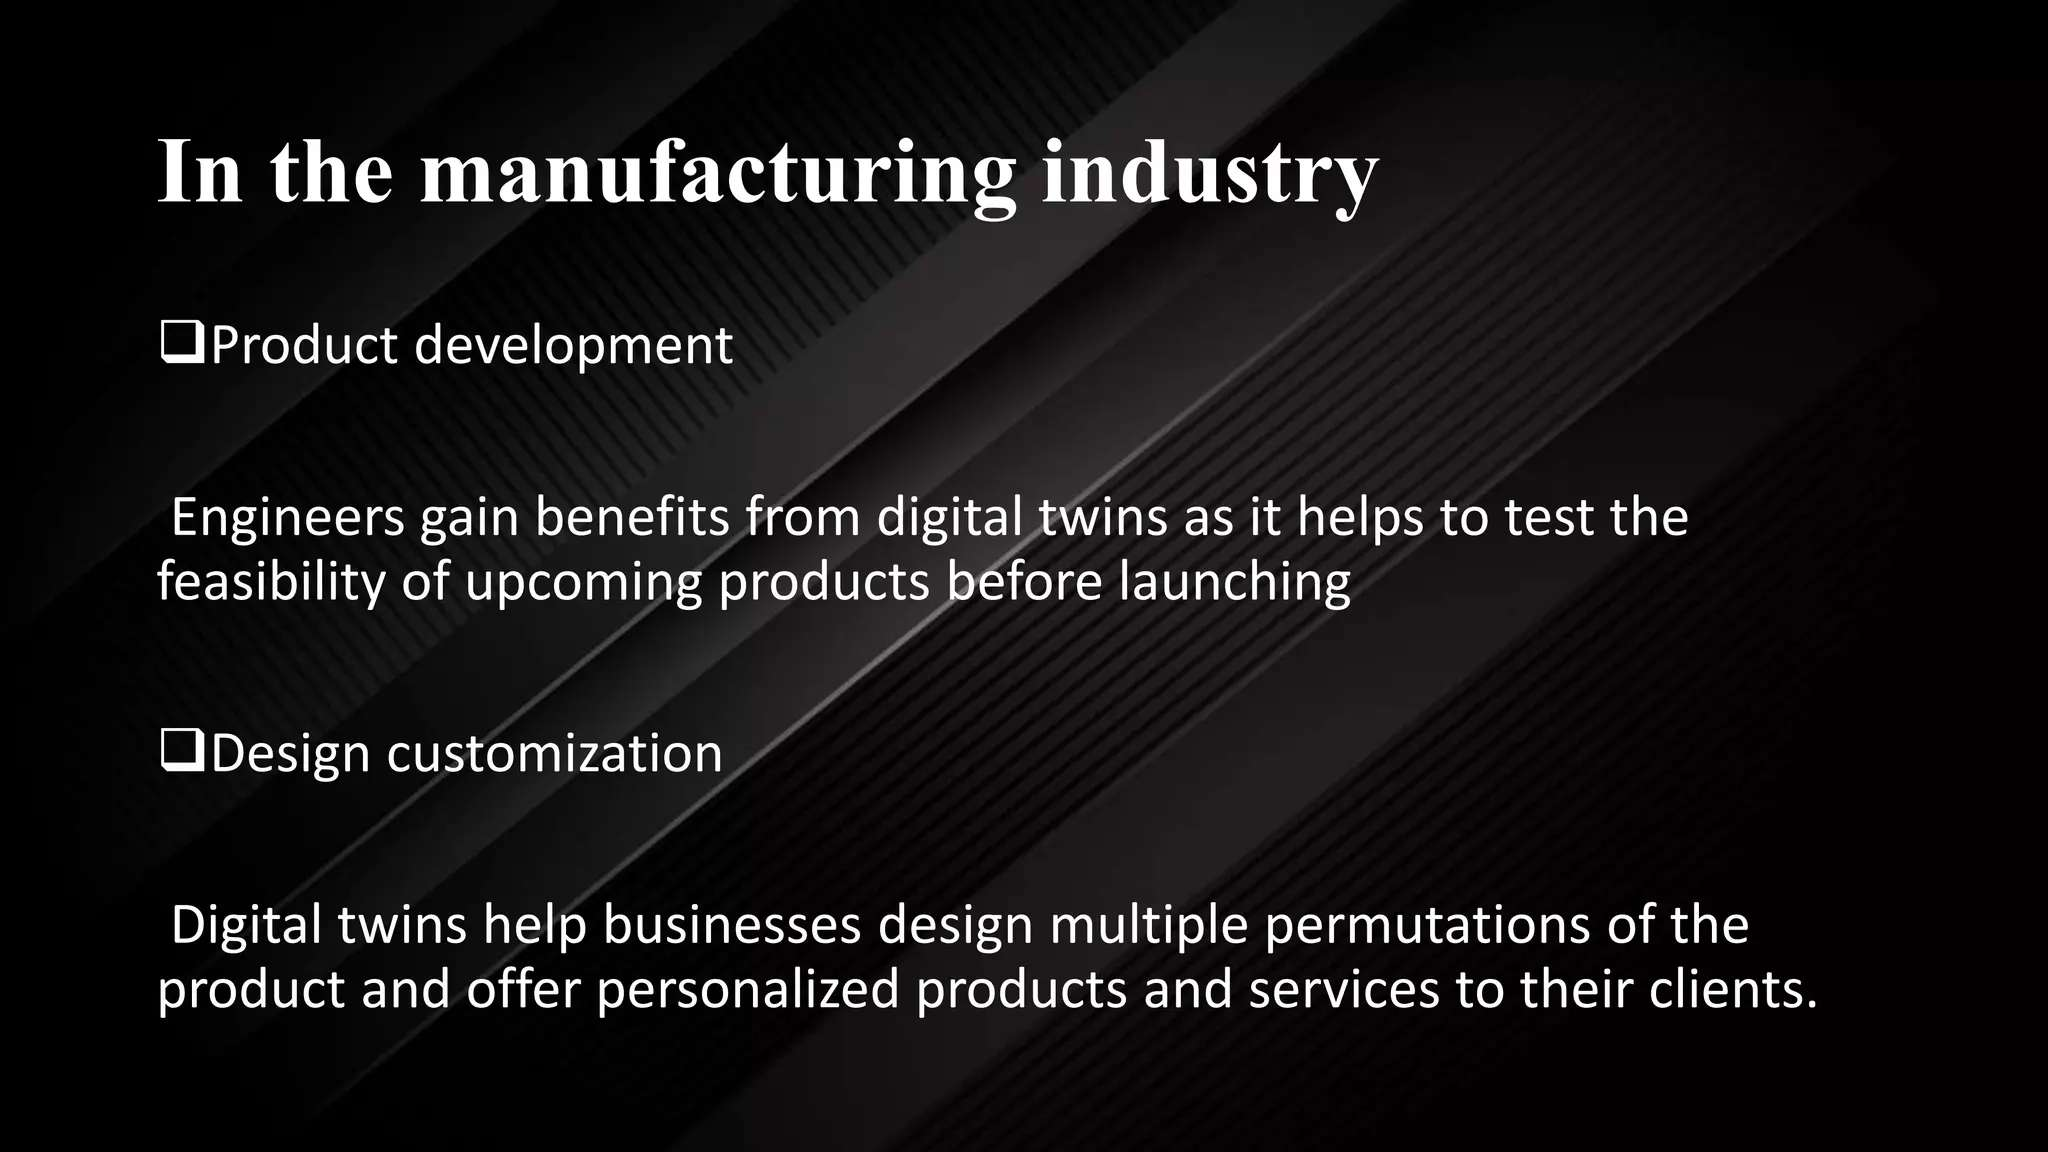 In the manufacturing industry
❑Product development
Engineers gain benefits from digital twins as it helps to test the
feasibility of upcoming products before launching
❑Design customization
Digital twins help businesses design multiple permutations of the
product and offer personalized products and services to their clients.